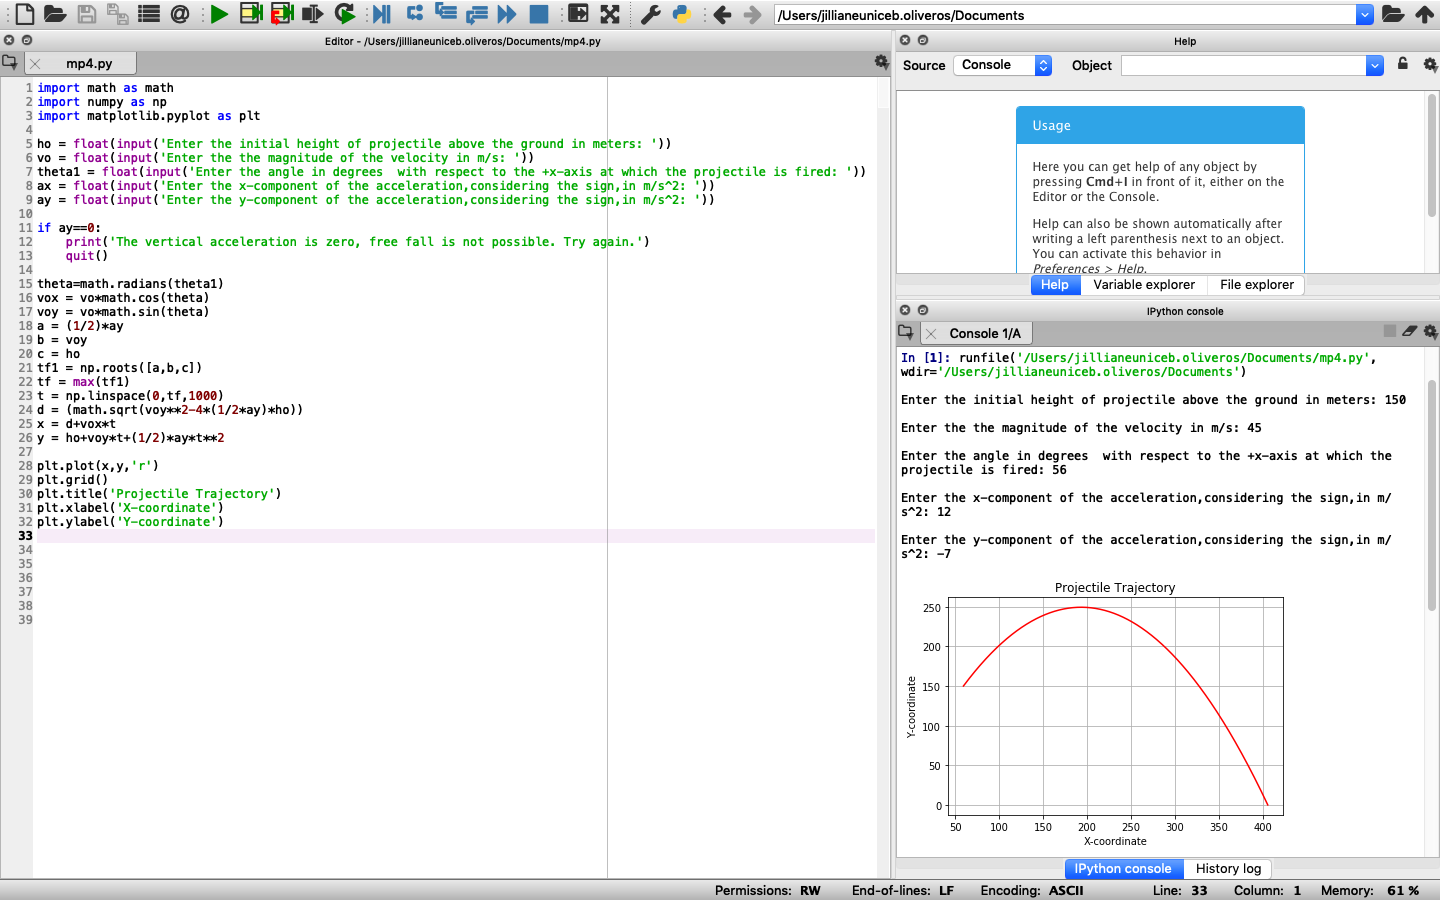 /Users/jillianeuniceb.oliveros/Documents
Editor - /Users/jillianeuniceb.oliveros/Documents/mp4.py
mp4.py
1 import math as math
2 import numpy as np
3 import matplotlib.pyplot as plt
4
5 ho = float(input('Enter the initial height of projectile above the ground in meters: '))
6 vo = float(input('Enter the the magnitude of the velocity in m/s: '))
7 theta1 = float(input('Enter the angle in degrees  with respect to the +x-axis at which the projectile is fired: '))
8 ax = float(input('Enter the x-component of the acceleration,considering the sign,in m/s^2: '))
9 ay = float(input('Enter the y-component of the acceleration,considering the sign,in m/s^2: '))
10
11 if ay==0:
12     print('The vertical acceleration is zero, free fall is not possible. Try again.')
13     quit()
14
15 theta=math.radians(theta1)
16 vox = vo*math.cos(theta)
17 voy = vo*math.sin(theta)
18 a = (1/2)*ay
19 b = voy
20 c = ho
21 tf1 = np.roots([a,b,c])
22 tf = max(tf1)
23 t = np.linspace(0,tf,1000)
24 d = (math.sqrt(voy**2-4*(1/2*ay)*ho))
25 x = d+vox*t
26 y = ho+voy*t+(1/2)*ay*t**2
27
28 plt.plot(x,y,'r')
29 plt.grid()
30 plt.title('Projectile Trajectory')
31 plt.xlabel('X-coordinate')
32 plt.ylabel('Y-coordinate')
33
34
35
36
37
38
39
Help
Source Console Object
Usage
Here you can get help of any object by
pressing Cmd+I in front of it, either on the
Editor or the Console.
Help can also be shown automatically after
writing a left parenthesis next to an object.
You can activate this behavior in
Preferences > Help.
Help Variable explorer File explorer
IPython console
Console 1/A
In [1]: runfile('/Users/jillianeuniceb.oliveros/Documents/mp4.py',
wdir='/Users/jillianeuniceb.oliveros/Documents')
Enter the initial height of projectile above the ground in meters: 150
Enter the the magnitude of the velocity in m/s: 45
Enter the angle in degrees  with respect to the +x-axis at which the
projectile is fired: 56
Enter the x-component of the acceleration,considering the sign,in m/
s^2: 12
Enter the y-component of the acceleration,considering the sign,in m/
s^2: -7
Projectile Trajectory
250
200
150
100
50
0
Y-coordinate
50 100 150 200 250 300 350 400
X-coordinate
IPython console History log
Permissions: RW End-of-lines: LF Encoding: ASCII Line: 33 Column: 1 Memory: 61 %